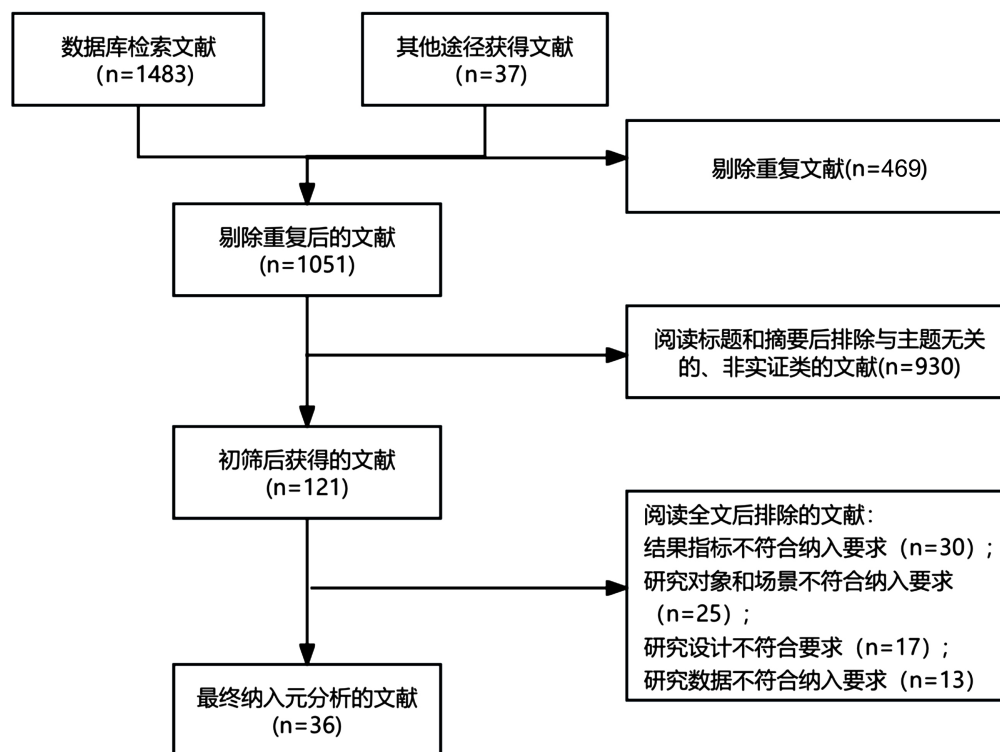 数据库检索文献
(n=1483)
其他途径获得文献
(n=37)
剔除重复文献(n=469)
剔除重复后的文献
(n=1051)
阅读标题和摘要后排除与主题无关
的、非实证类的文献(n=930)
初筛后获得的文献
(n=121)
阅读全文后排除的文献：
结果指标不符合纳入要求（n=30）；
研究对象和场景不符合纳入要求
（n=25）；
研究设计不符合要求（n=17）；
研究数据不符合纳入要求（n=13）
最终纳入元分析的文献
(n=36)